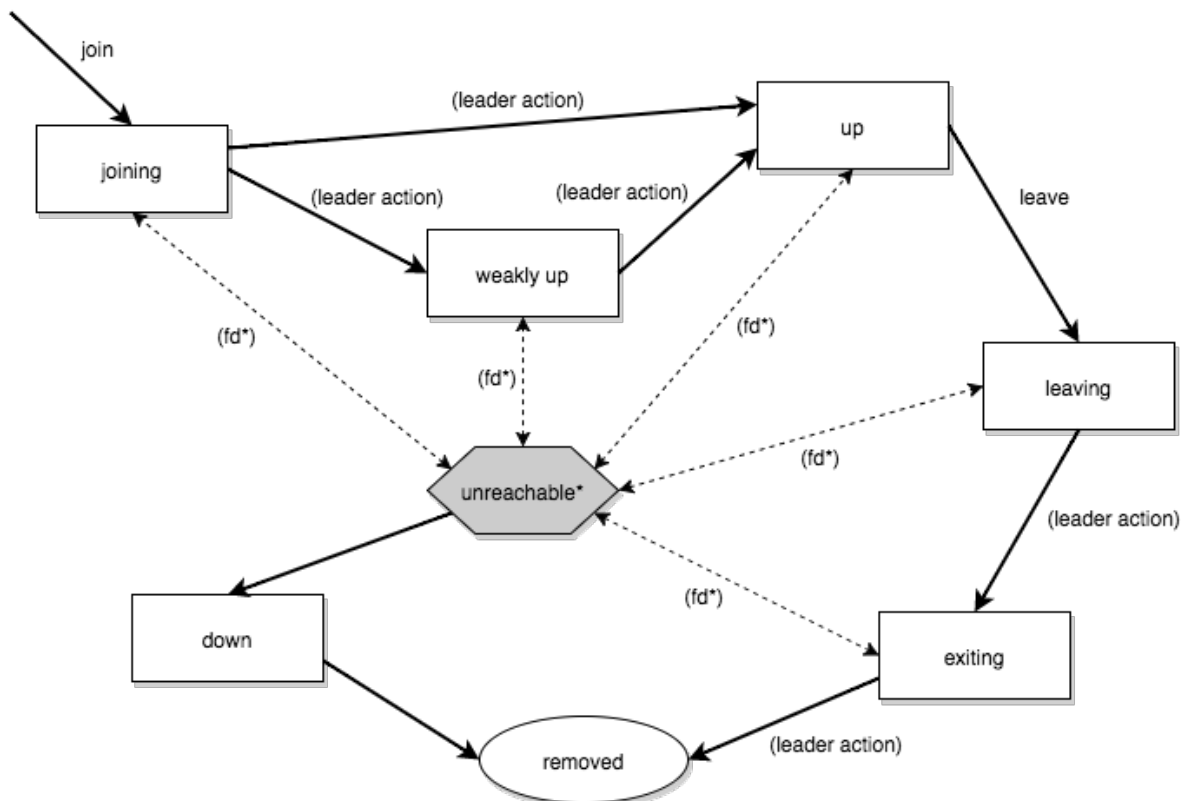 join
(leader action)
up
joining
(leader action)
(leader action)
leave
weakly up
(fd*)
(fd*)
(fd*)
leaving
(fd*)
unreachable*
(leader action)
(fd*)
down
exiting
(leader action)
removed